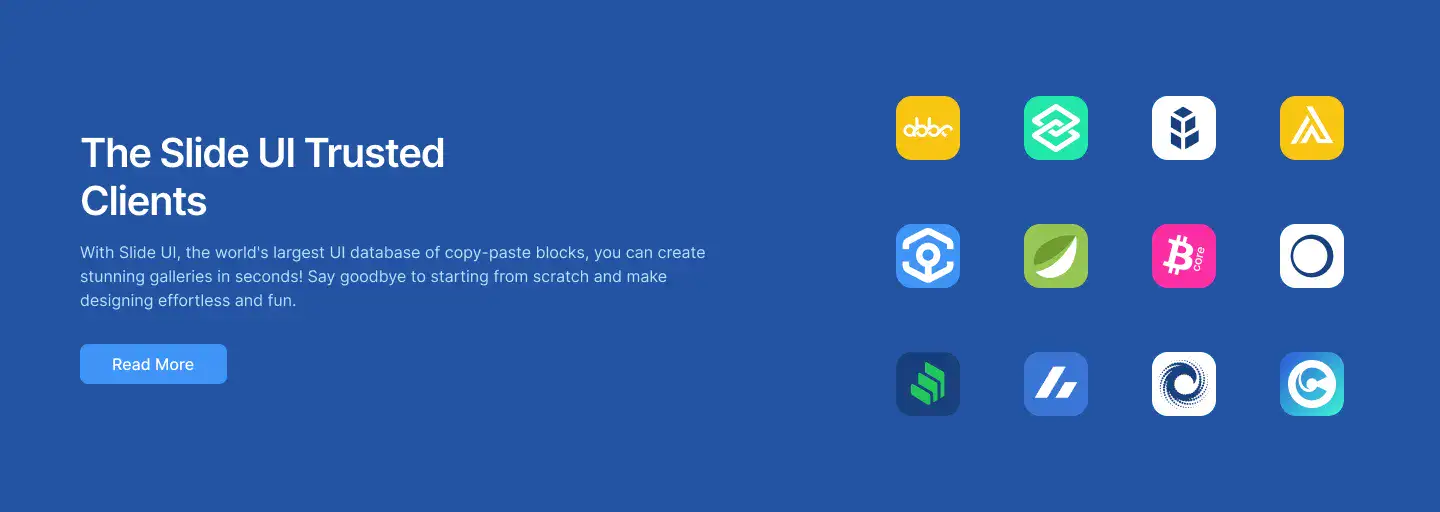 The Slide UI Trusted
Clients
With Slide UI, the world's largest UI database of copy-paste blocks, you can create
stunning galleries in seconds! Say goodbye to starting from scratch and make
designing effortless and fun.
Read More
abbc
core